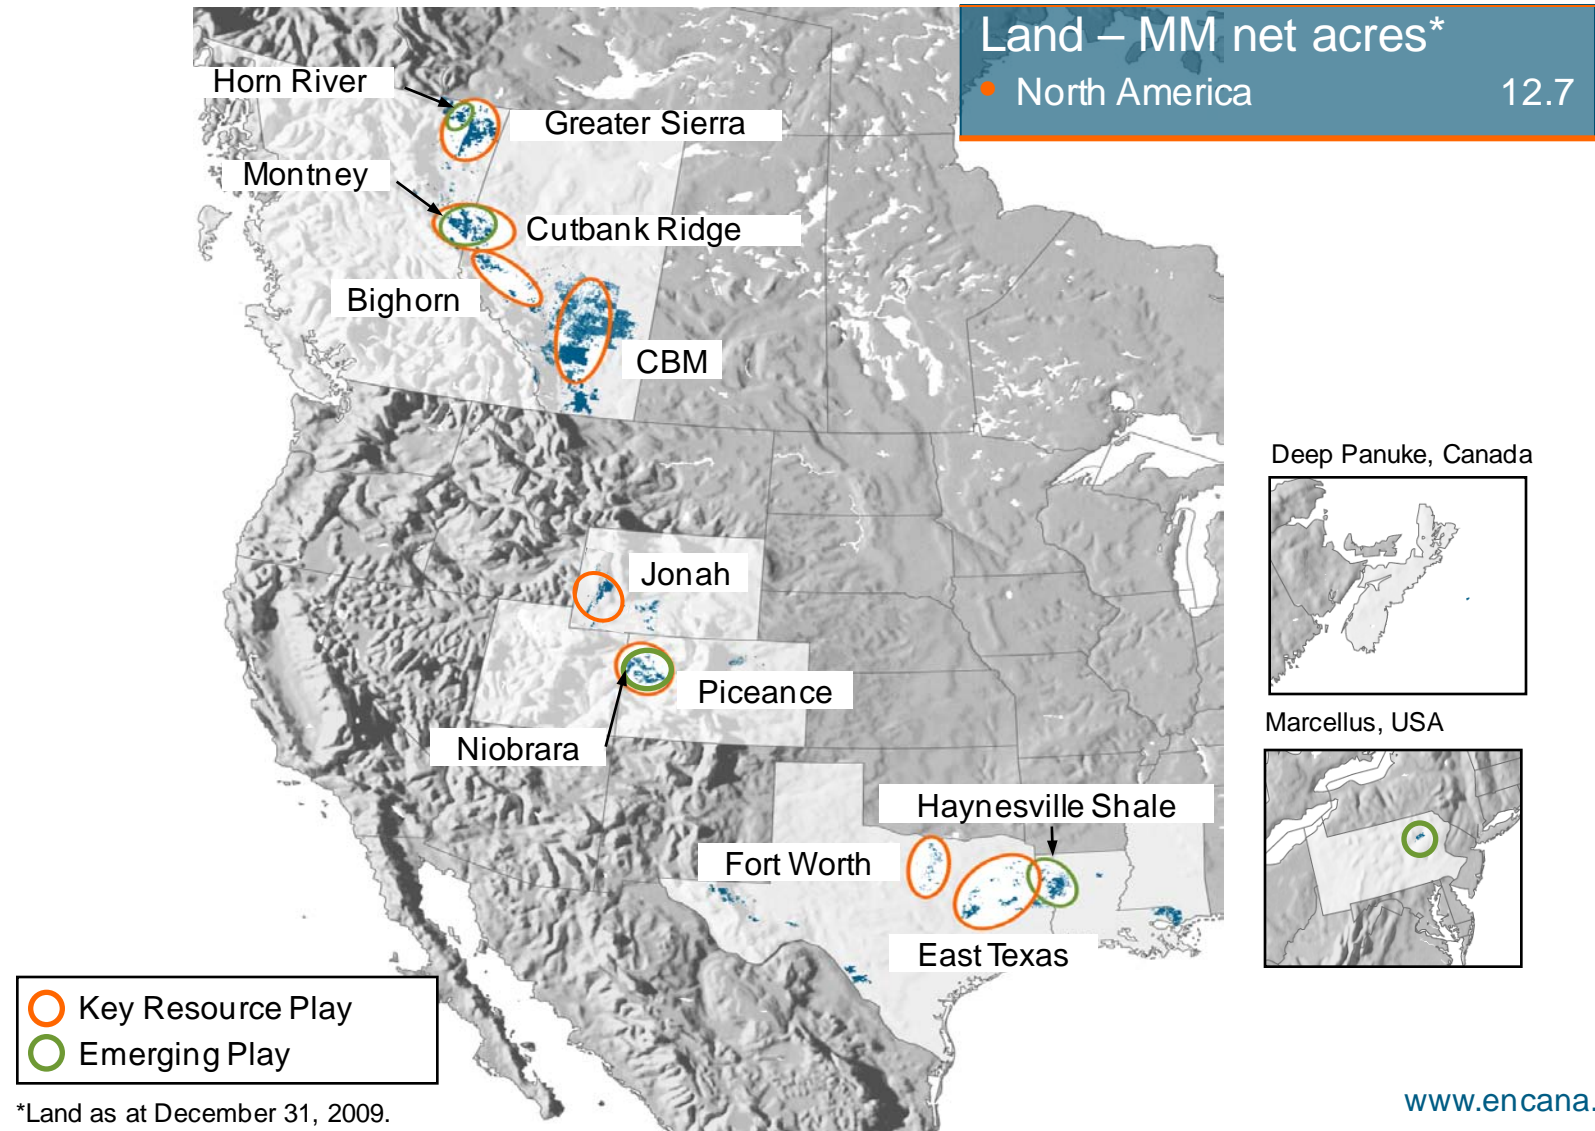 Land – MM net acres*
• North America 12.7
Horn River
Greater Sierra
Montney
Cutbank Ridge
Bighorn
CBM
Deep Panuke, Canada
Jonah
Piceance
Marcellus, USA
Niobrara
Haynesville Shale
Fort Worth
East Texas
Key Resource Play
Emerging Play
*Land as at December 31, 2009.
www.encana.